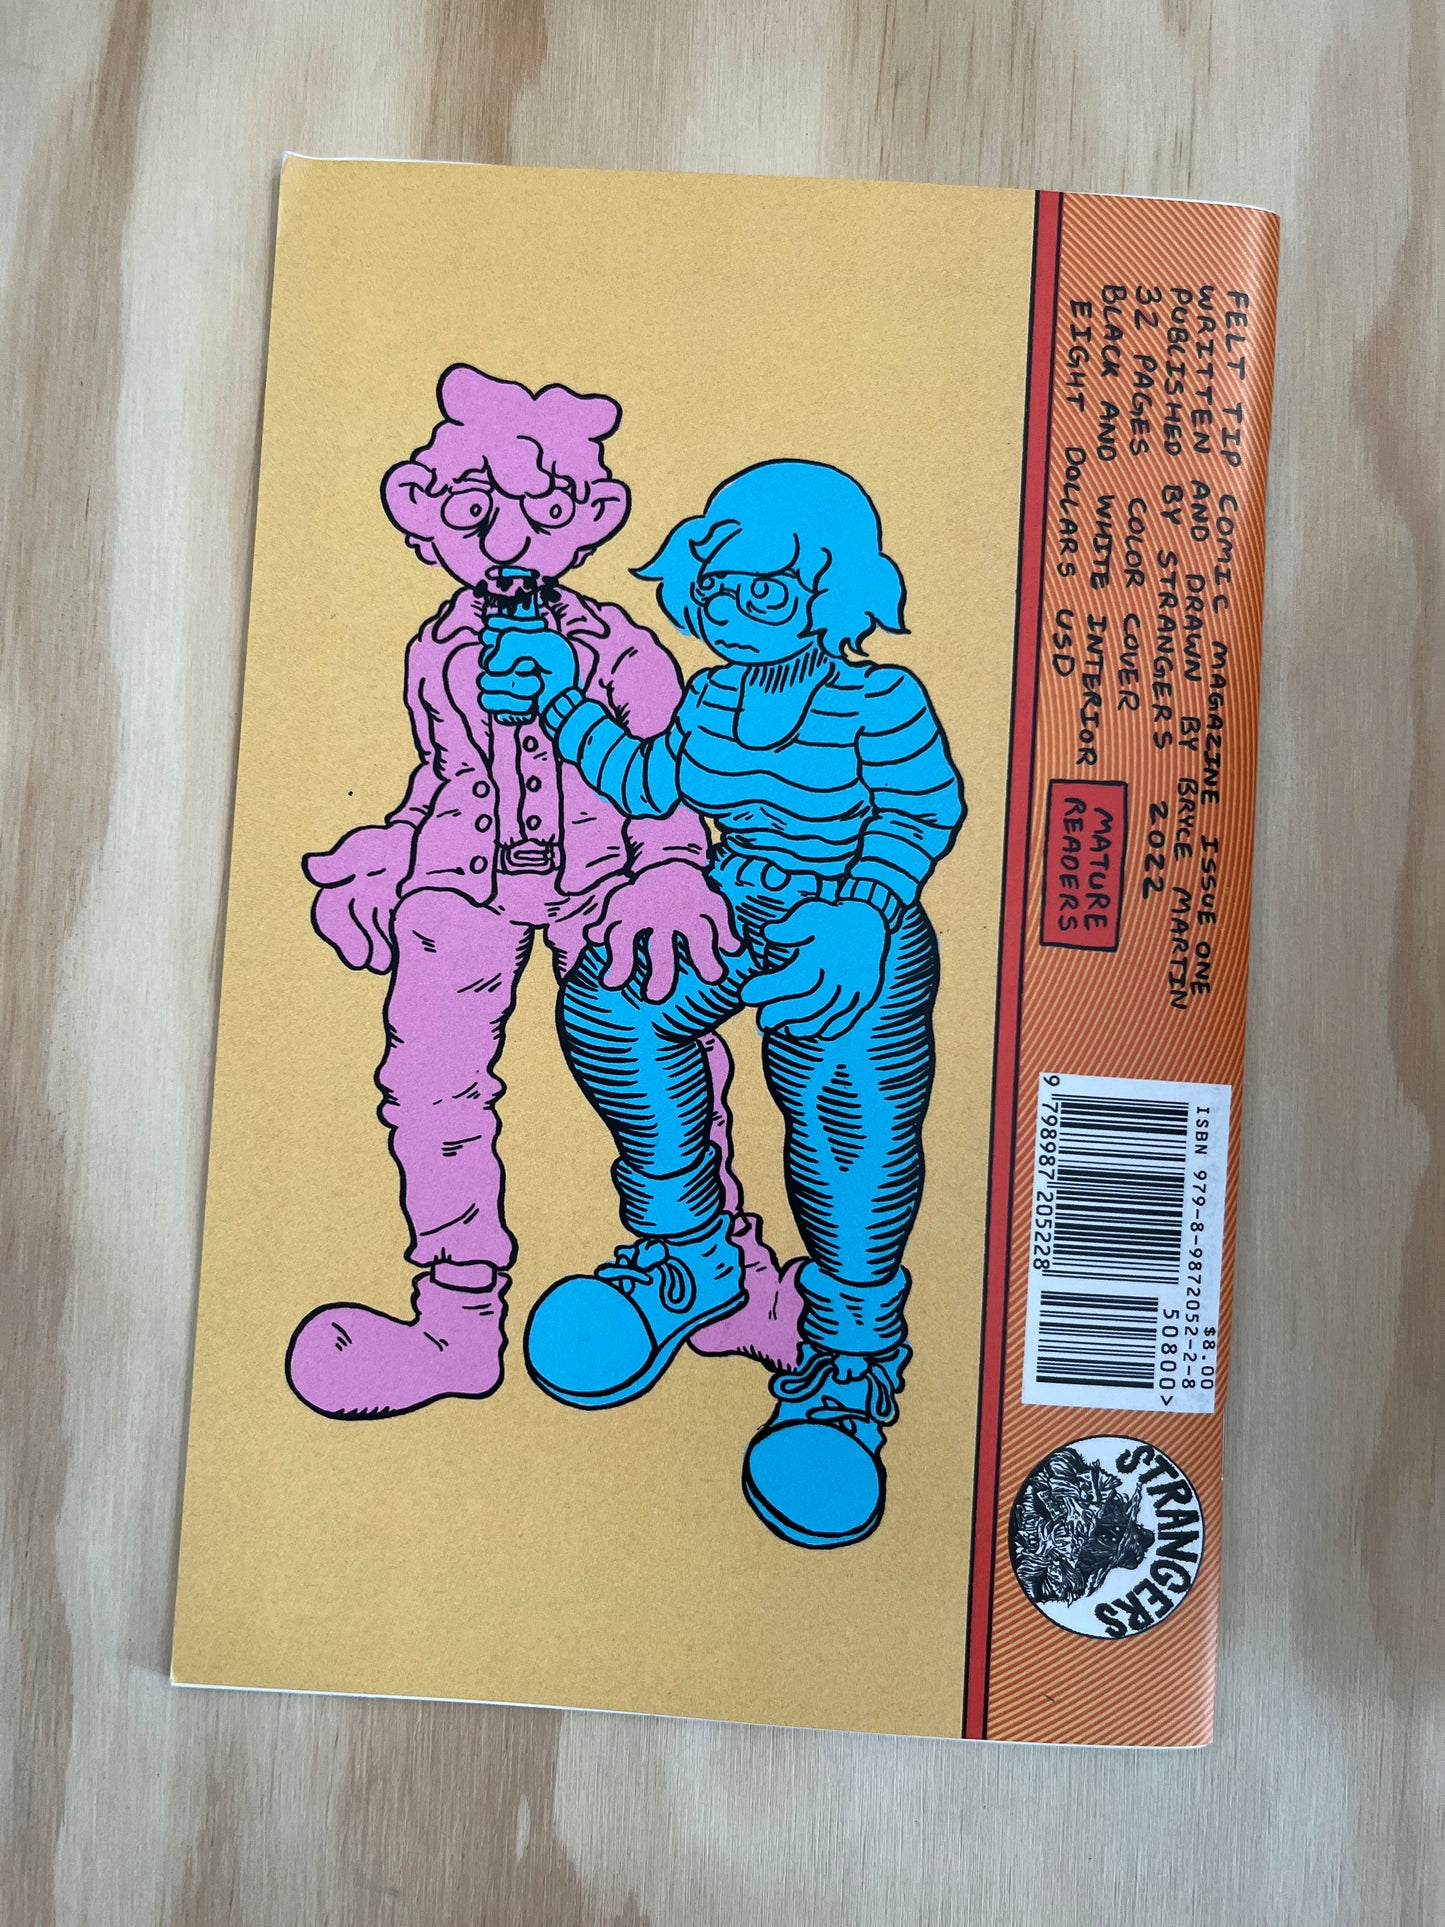 FELT TIP COMIC MAGAZINE ISSUE ONE
WRITTEN AND DRAWN BY BRYCE MARTIN
PUBLISHED BY STRANGERS 2022
32 PAGES COLOR COVER
BLACK AND WHITE INTERIOR
EIGHT DOLLARS USD
MATURE
READERS
$8.00
ISBN 979-8-9872052-2-8
50800>
9 798987 205228
STRANGERS